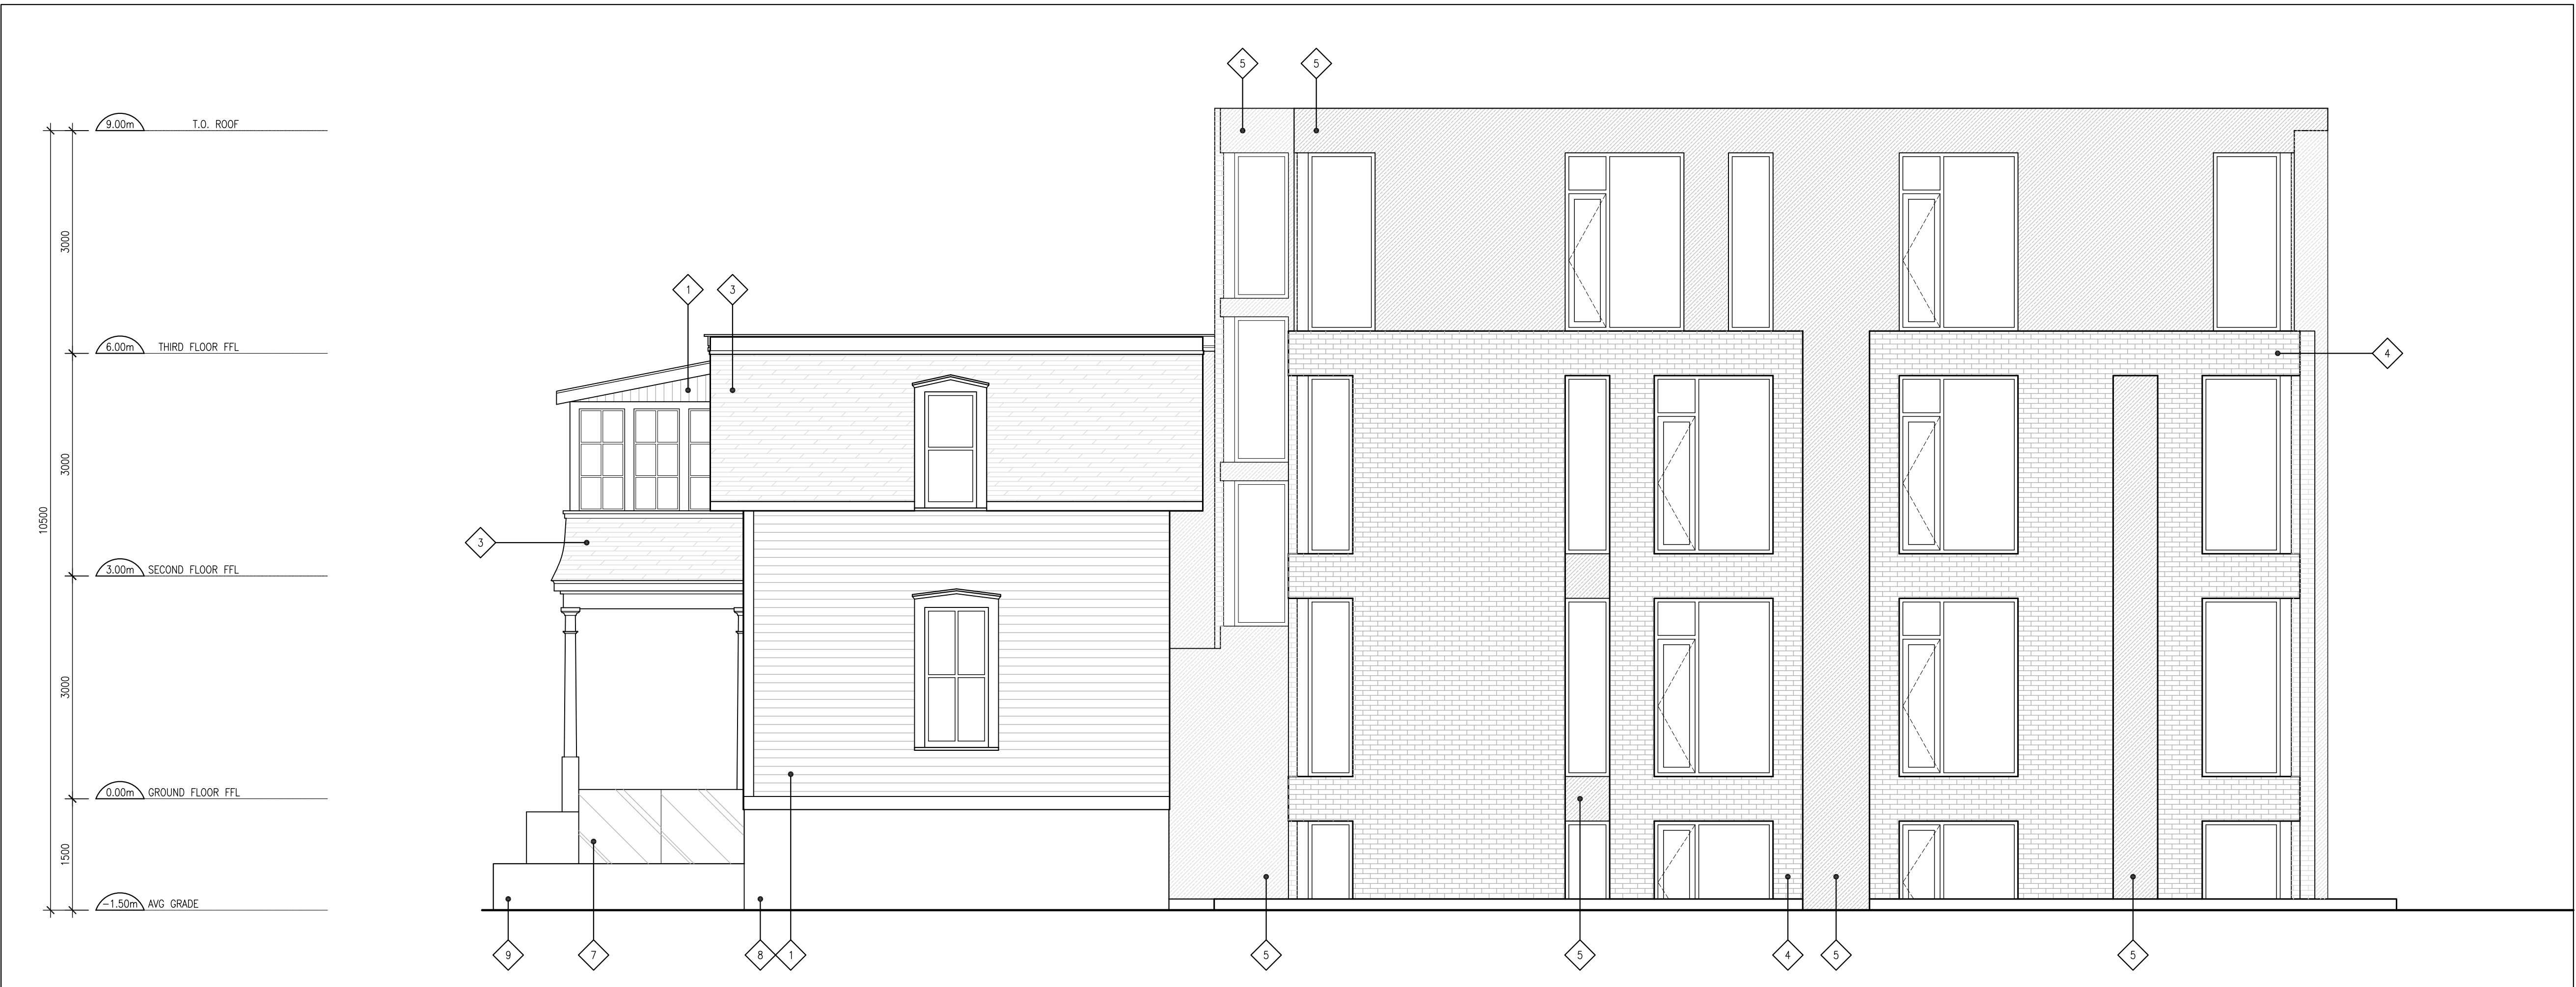 5 5
9.00m T.O. ROOF
3000
1 3
6.00m THIRD FLOOR FFL
4
3000
10500
3
3.00m SECOND FLOOR FFL
3000
0.00m GROUND FLOOR FFL
1500
-1.50m AVG GRADE
9 7 8 1 5 5 4 5 5